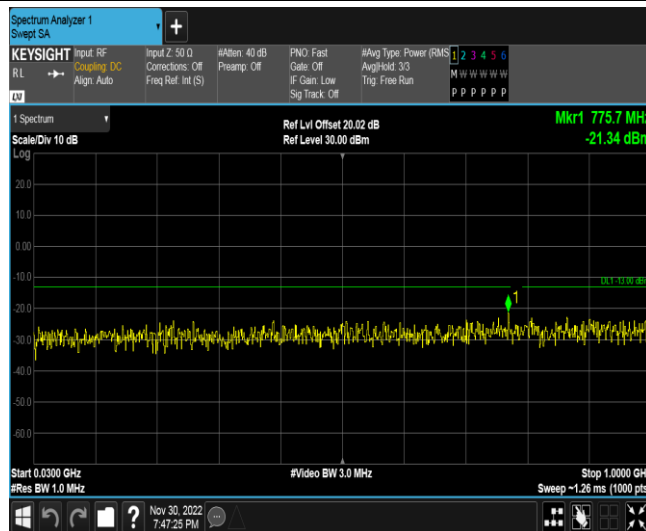 Spectrum Analyzer 1
Swept SA
+
KEYSIGHT Input: RF Input Z: 50 Ω #Atten: 40 dB PNO: Fast #Avg Type: Power (RMS 1 2 3 4 5 6
RL Coupling: DC Corrections: Off Preamp: Off Gate: Off Avg|Hold: 3/3 M W W W W W
Align: Auto Freq Ref: Int (S) IF Gain: Low Trig: Free Run
LXI Sig Track: Off P P P P P P
1 Spectrum Ref Lvl Offset 20.02 dB Mkr1 775.7 MHz
Scale/Div 10 dB Ref Level 30.00 dBm -21.34 dBm
Log
20.0
10.0
0.00
-10.0
DL1 -13.00 dBm
1
-20.0
-30.0
-40.0
-50.0
-60.0
Start 0.0300 GHz #Video BW 3.0 MHz Stop 1.0000 GH
#Res BW 1.0 MHz Sweep ~1.26 ms (1000 pts
? Nov 30, 2022
7:47:25 PM